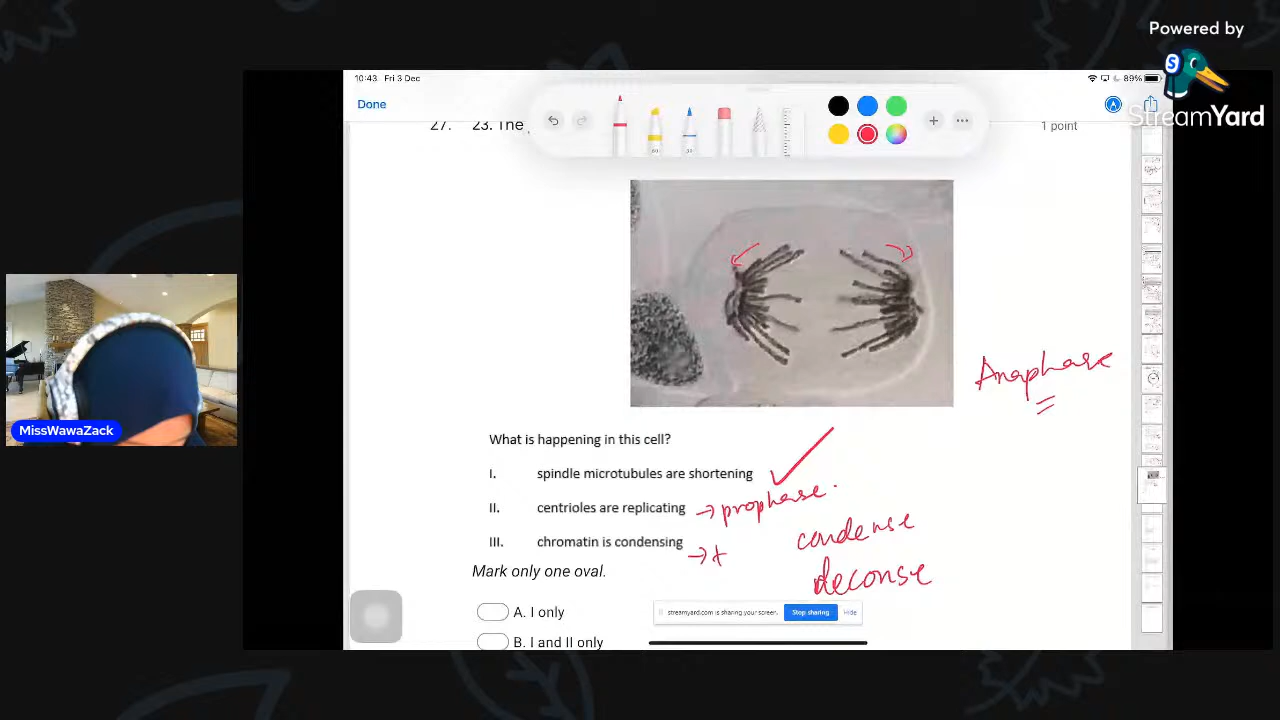 Powered by
StreamYard
10:43 Fri 3 Dec
89%
Done
27. 23. The
1 point
Anaphase
What is happening in this cell?
I. spindle microtubules are shortening
II. centrioles are replicating → prophase.
III. chromatin is condensing → x
condense
deconse
Mark only one oval.
A. I only
B. I and II only
streamyard.com is sharing your screen. Stop sharing Hide
MissWawaZack